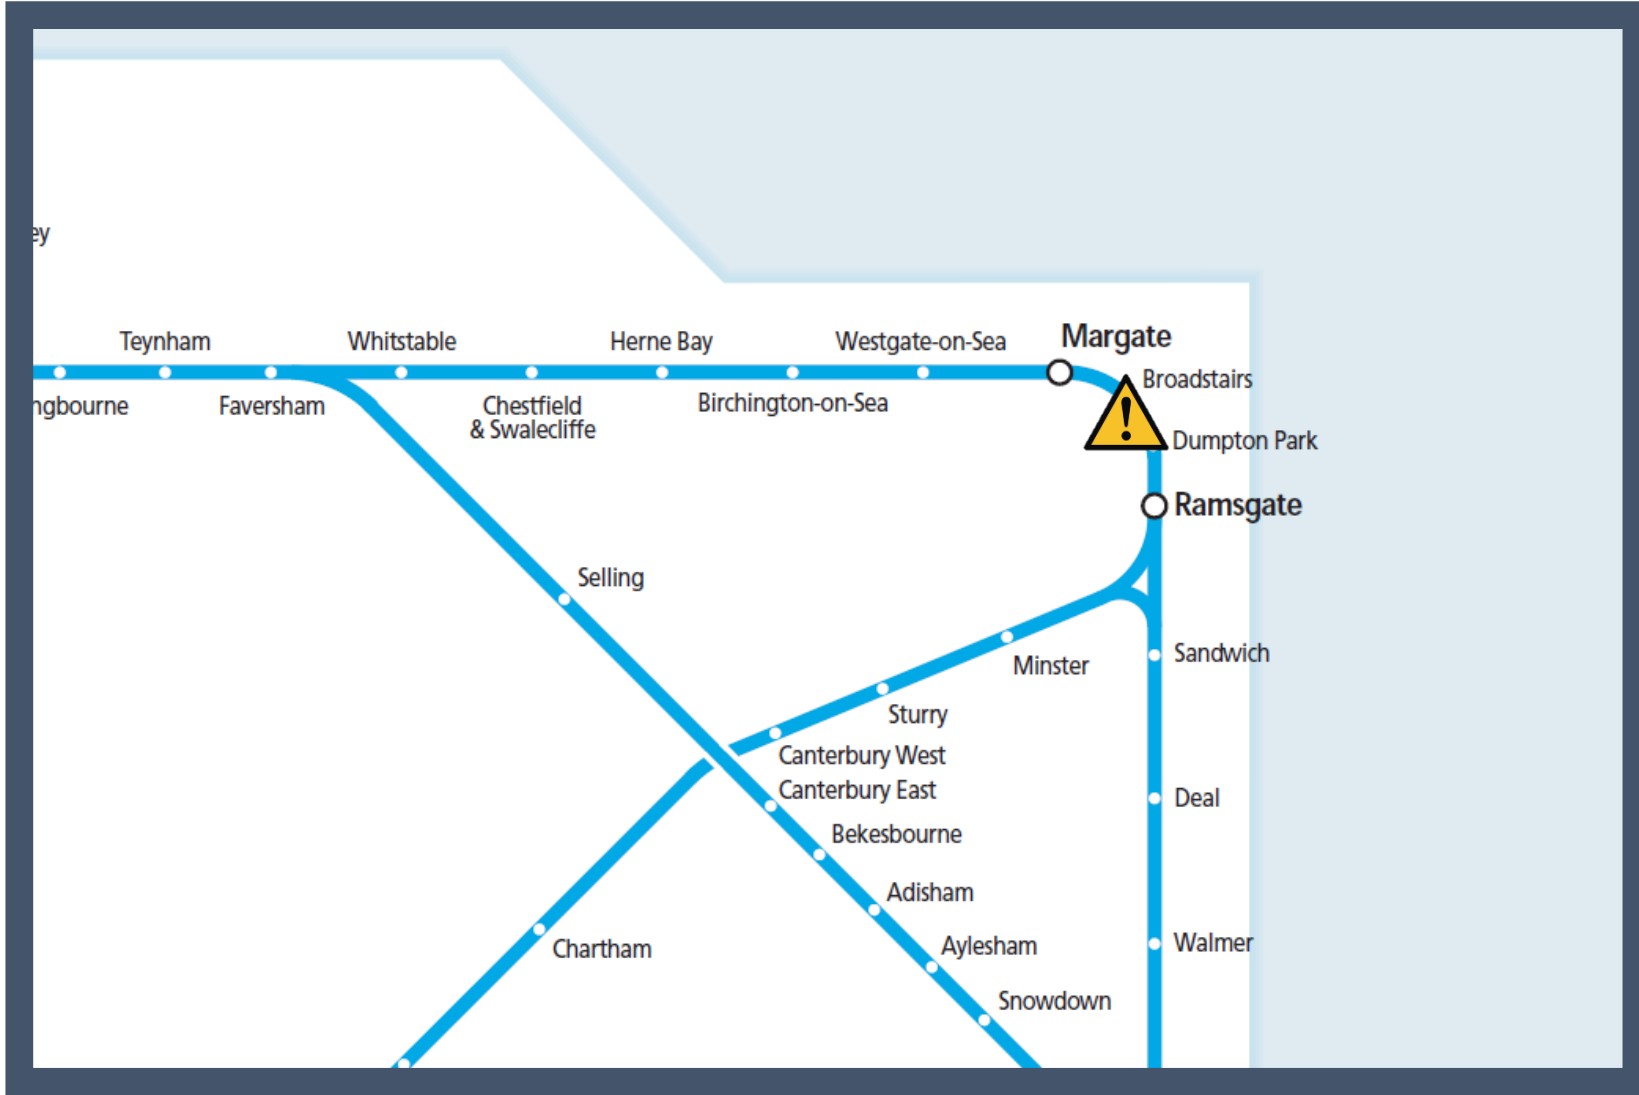 ey
Teynham
Whitstable
Herne Bay
Westgate-on-Sea
Margate
Broadstairs
ngbourne
Faversham
Chestfield
& Swalecliffe
Birchington-on-Sea
!
Dumpton Park
Ramsgate
Selling
Minster
Sandwich
Sturry
Canterbury West
Canterbury East
Deal
Bekesbourne
Adisham
Chartham
Aylesham
Walmer
Snowdown